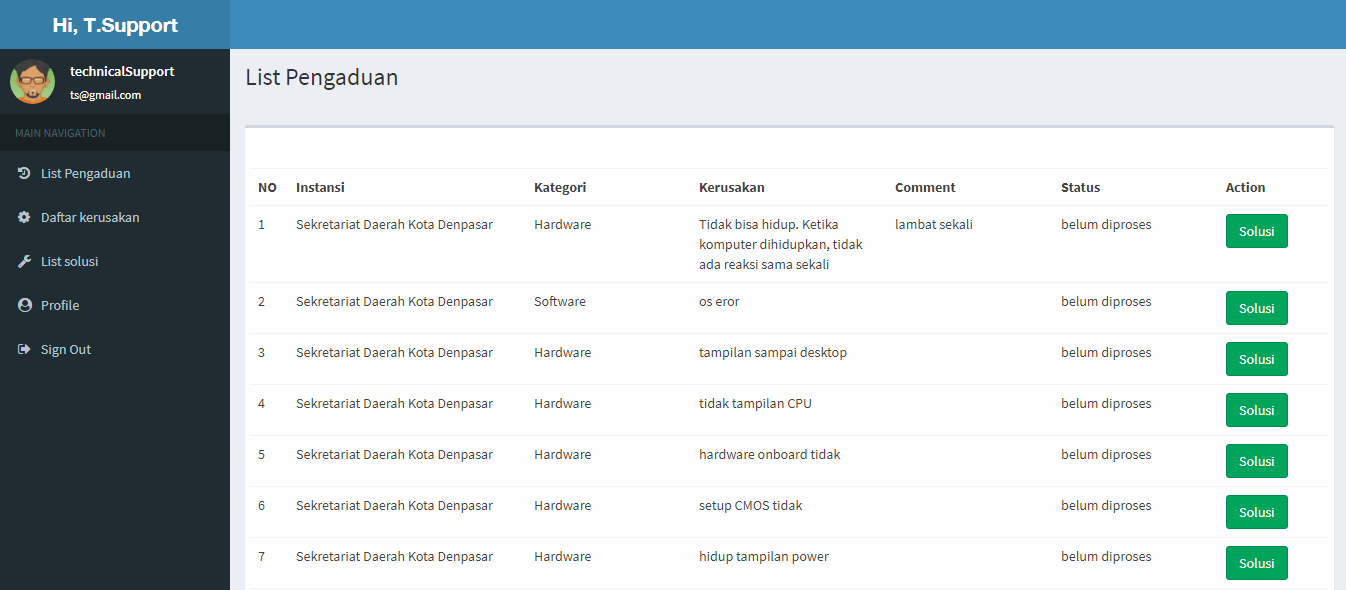 Hi, T.Support
technicalSupport
ts@gmail.com
MAIN NAVIGATION
List Pengaduan
Daftar kerusakan
List solusi
Profile
Sign Out
List Pengaduan
NO Instansi Kategori Kerusakan Comment Status Action
1 Sekretariat Daerah Kota Denpasar Hardware Tidak bisa hidup. Ketika lambat sekali belum diproses Solusi
komputer dihidupkan, tidak
ada reaksi sama sekali
2 Sekretariat Daerah Kota Denpasar Software os eror belum diproses Solusi
3 Sekretariat Daerah Kota Denpasar Hardware tampilan sampai desktop belum diproses Solusi
4 Sekretariat Daerah Kota Denpasar Hardware tidak tampilan CPU belum diproses Solusi
5 Sekretariat Daerah Kota Denpasar Hardware hardware onboard tidak belum diproses Solusi
6 Sekretariat Daerah Kota Denpasar Hardware setup CMOS tidak belum diproses Solusi
7 Sekretariat Daerah Kota Denpasar Hardware hidup tampilan power belum diproses Solusi